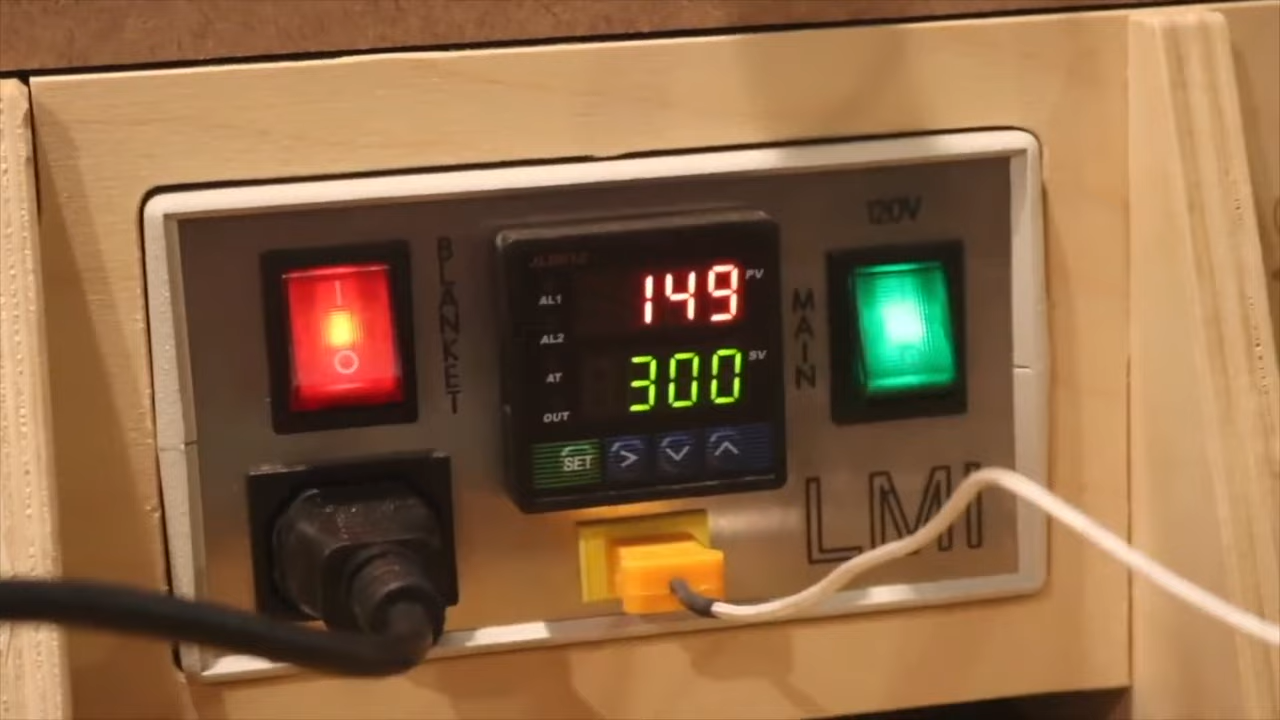 120V
BLANKET
149 PV
AL1
AL2
300 SV
AT
OUT
MAIN
SET
LMI